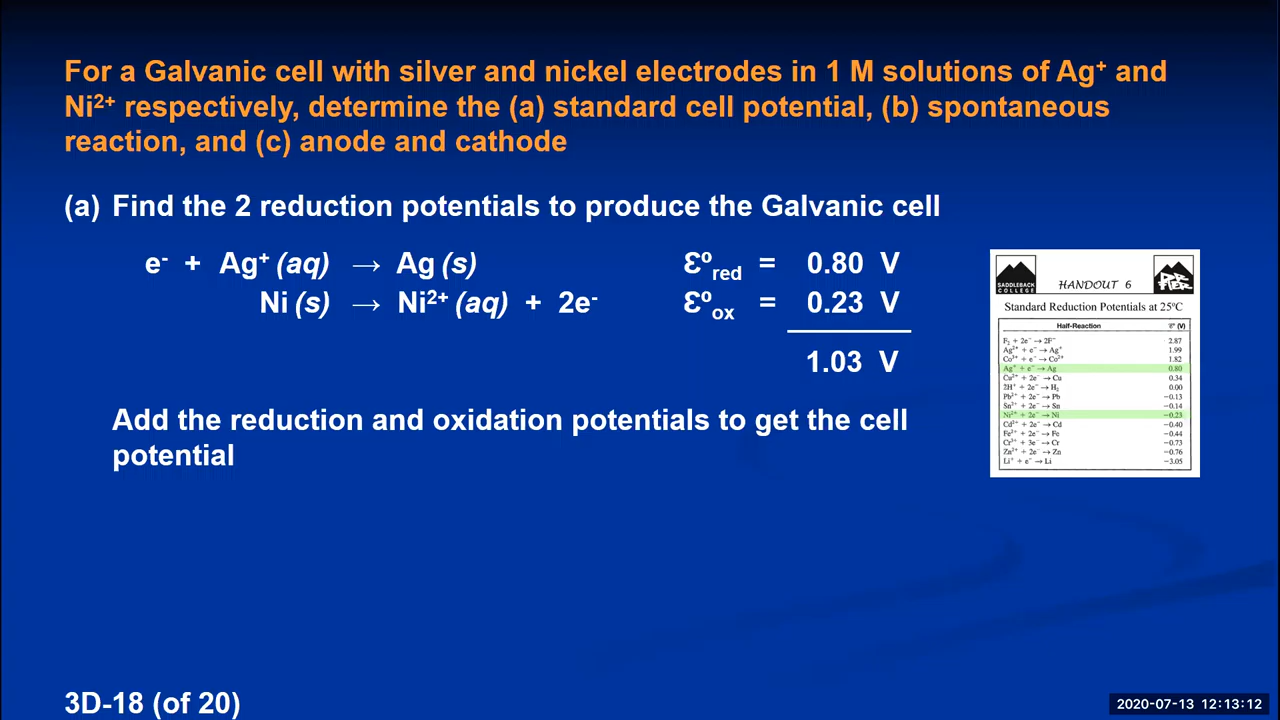 For a Galvanic cell with silver and nickel electrodes in 1 M solutions of Ag⁺ and
Ni²⁺ respectively, determine the (a) standard cell potential, (b) spontaneous
reaction, and (c) anode and cathode
(a) Find the 2 reduction potentials to produce the Galvanic cell
e⁻ + Ag⁺ (aq) → Ag (s) Ɛº red = 0.80 V
Ni (s) → Ni²⁺ (aq) + 2e⁻ Ɛº ox = 0.23 V
1.03 V
Add the reduction and oxidation potentials to get the cell
potential
SADDLEBACK
COLLEGE
HANDOUT 6
Standard Reduction Potentials at 25°C
Half-Reaction ℰ° (V)
F₂ + 2e⁻ → 2F⁻ 2.87
Ag²⁺ + e⁻ → Ag⁺ 1.99
Co³⁺ + e⁻ → Co²⁺ 1.82
Ag⁺ + e⁻ → Ag 0.80
Cu²⁺ + 2e⁻ → Cu 0.34
2H⁺ + 2e⁻ → H₂ 0.00
Pb²⁺ + 2e⁻ → Pb −0.13
Sn²⁺ + 2e⁻ → Sn −0.14
Ni²⁺ + 2e⁻ → Ni −0.23
Cd²⁺ + 2e⁻ → Cd −0.40
Fe²⁺ + 2e⁻ → Fe −0.44
Cr³⁺ + 3e⁻ → Cr −0.73
Zn²⁺ + 2e⁻ → Zn −0.76
Li⁺ + e⁻ → Li −3.05
3D-18 (of 20)
2020-07-13 12:13:12